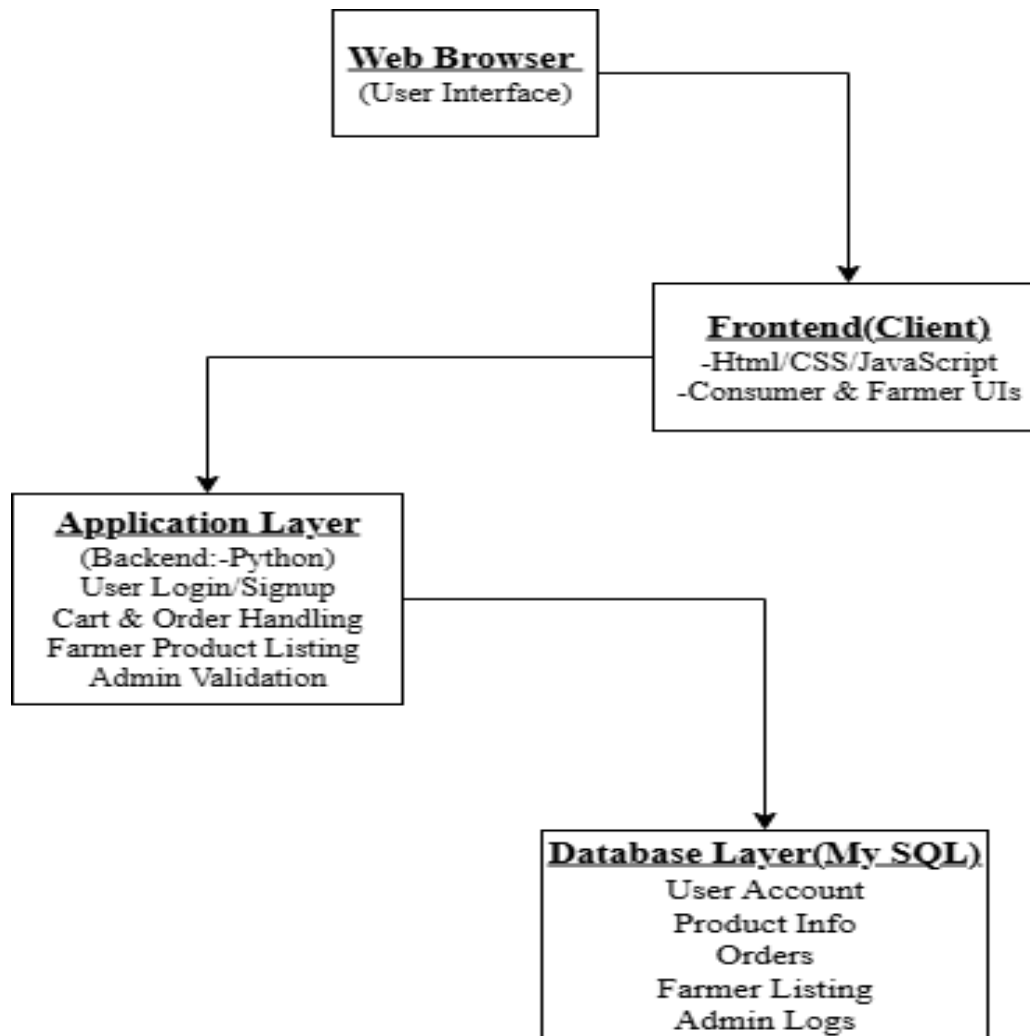 Web Browser
(User Interface)
Frontend(Client)
-Html/CSS/JavaScript
-Consumer & Farmer UIs
Application Layer
(Backend:-Python)
User Login/Signup
Cart & Order Handling
Farmer Product Listing
Admin Validation
Database Layer(My SQL)
User Account
Product Info
Orders
Farmer Listing
Admin Logs